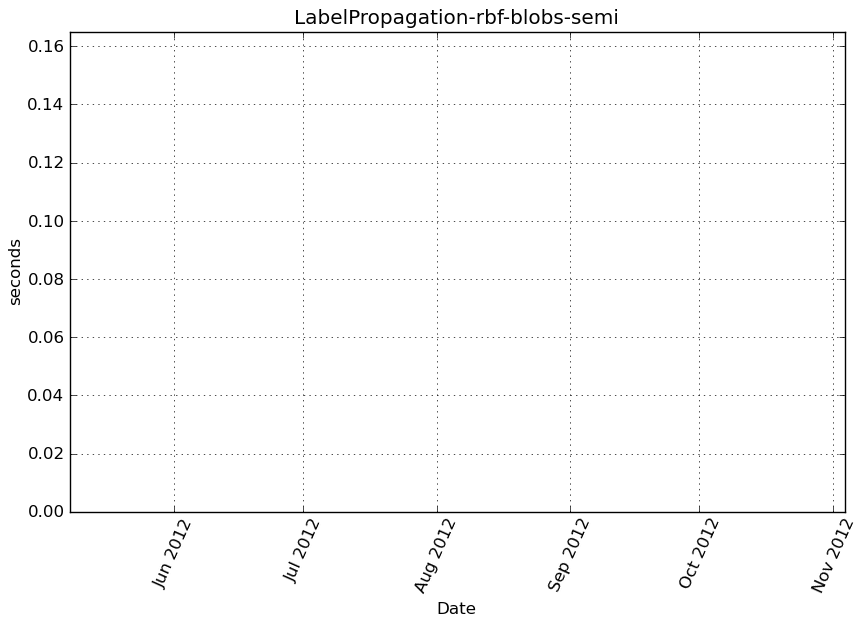 LabelPropagation-rbf-blobs-semi
0.16
0.14
0.12
0.10
0.08
0.06
0.04
0.02
0.00
seconds
Jun 2012
Jul 2012
Aug 2012
Sep 2012
Oct 2012
Nov 2012
Date